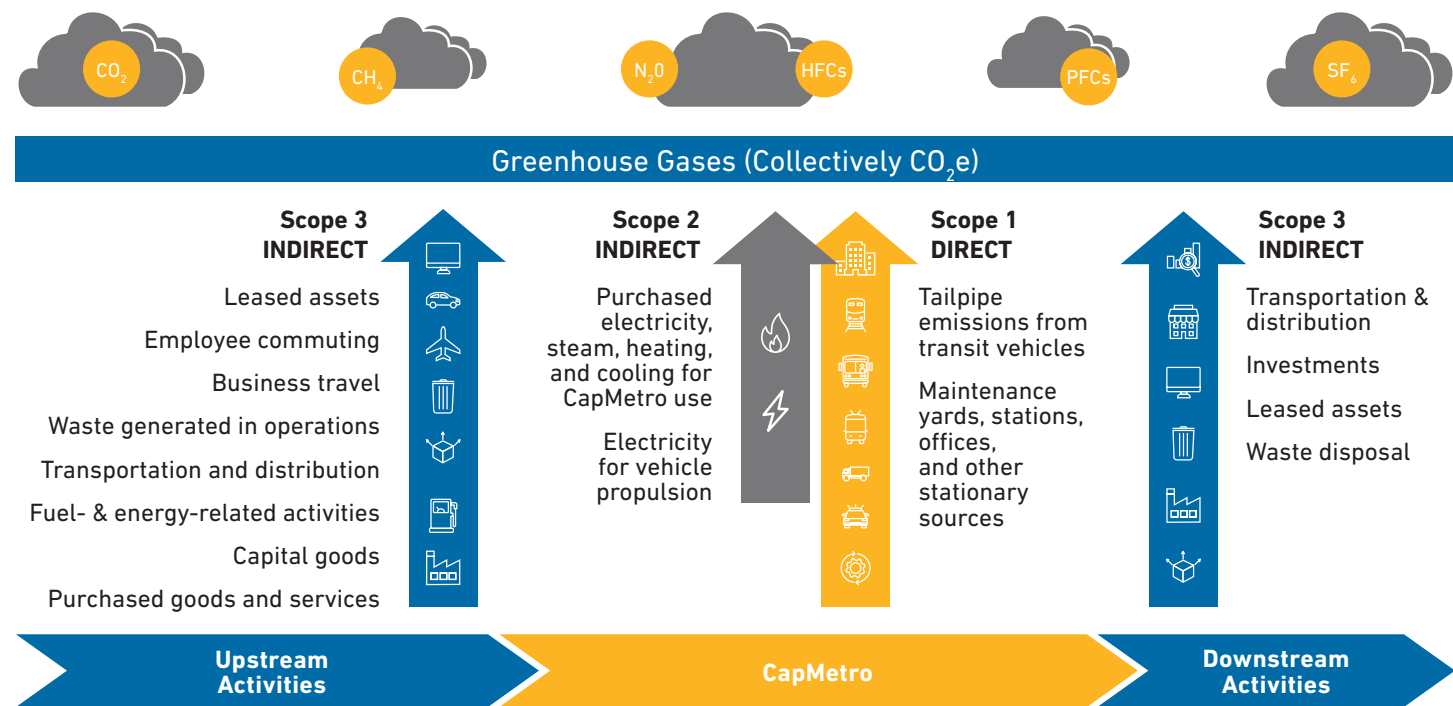 CO₂
CH₄
N₂0
HFCs
PFCs
SF₆
Greenhouse Gases (Collectively CO₂e)
Scope 3
INDIRECT
Leased assets
Employee commuting
Business travel
Waste generated in operations
Transportation and distribution
Fuel- & energy-related activities
Capital goods
Purchased goods and services
Scope 2
INDIRECT
Purchased
electricity,
steam, heating,
and cooling for
CapMetro use
Electricity
for vehicle
propulsion
Scope 1
DIRECT
Tailpipe
emissions from
transit vehicles
Maintenance
yards, stations,
offices,
and other
stationary
sources
$
Scope 3
INDIRECT
Transportation &
distribution
Investments
Leased assets
Waste disposal
Upstream
Activities
CapMetro
Downstream
Activities